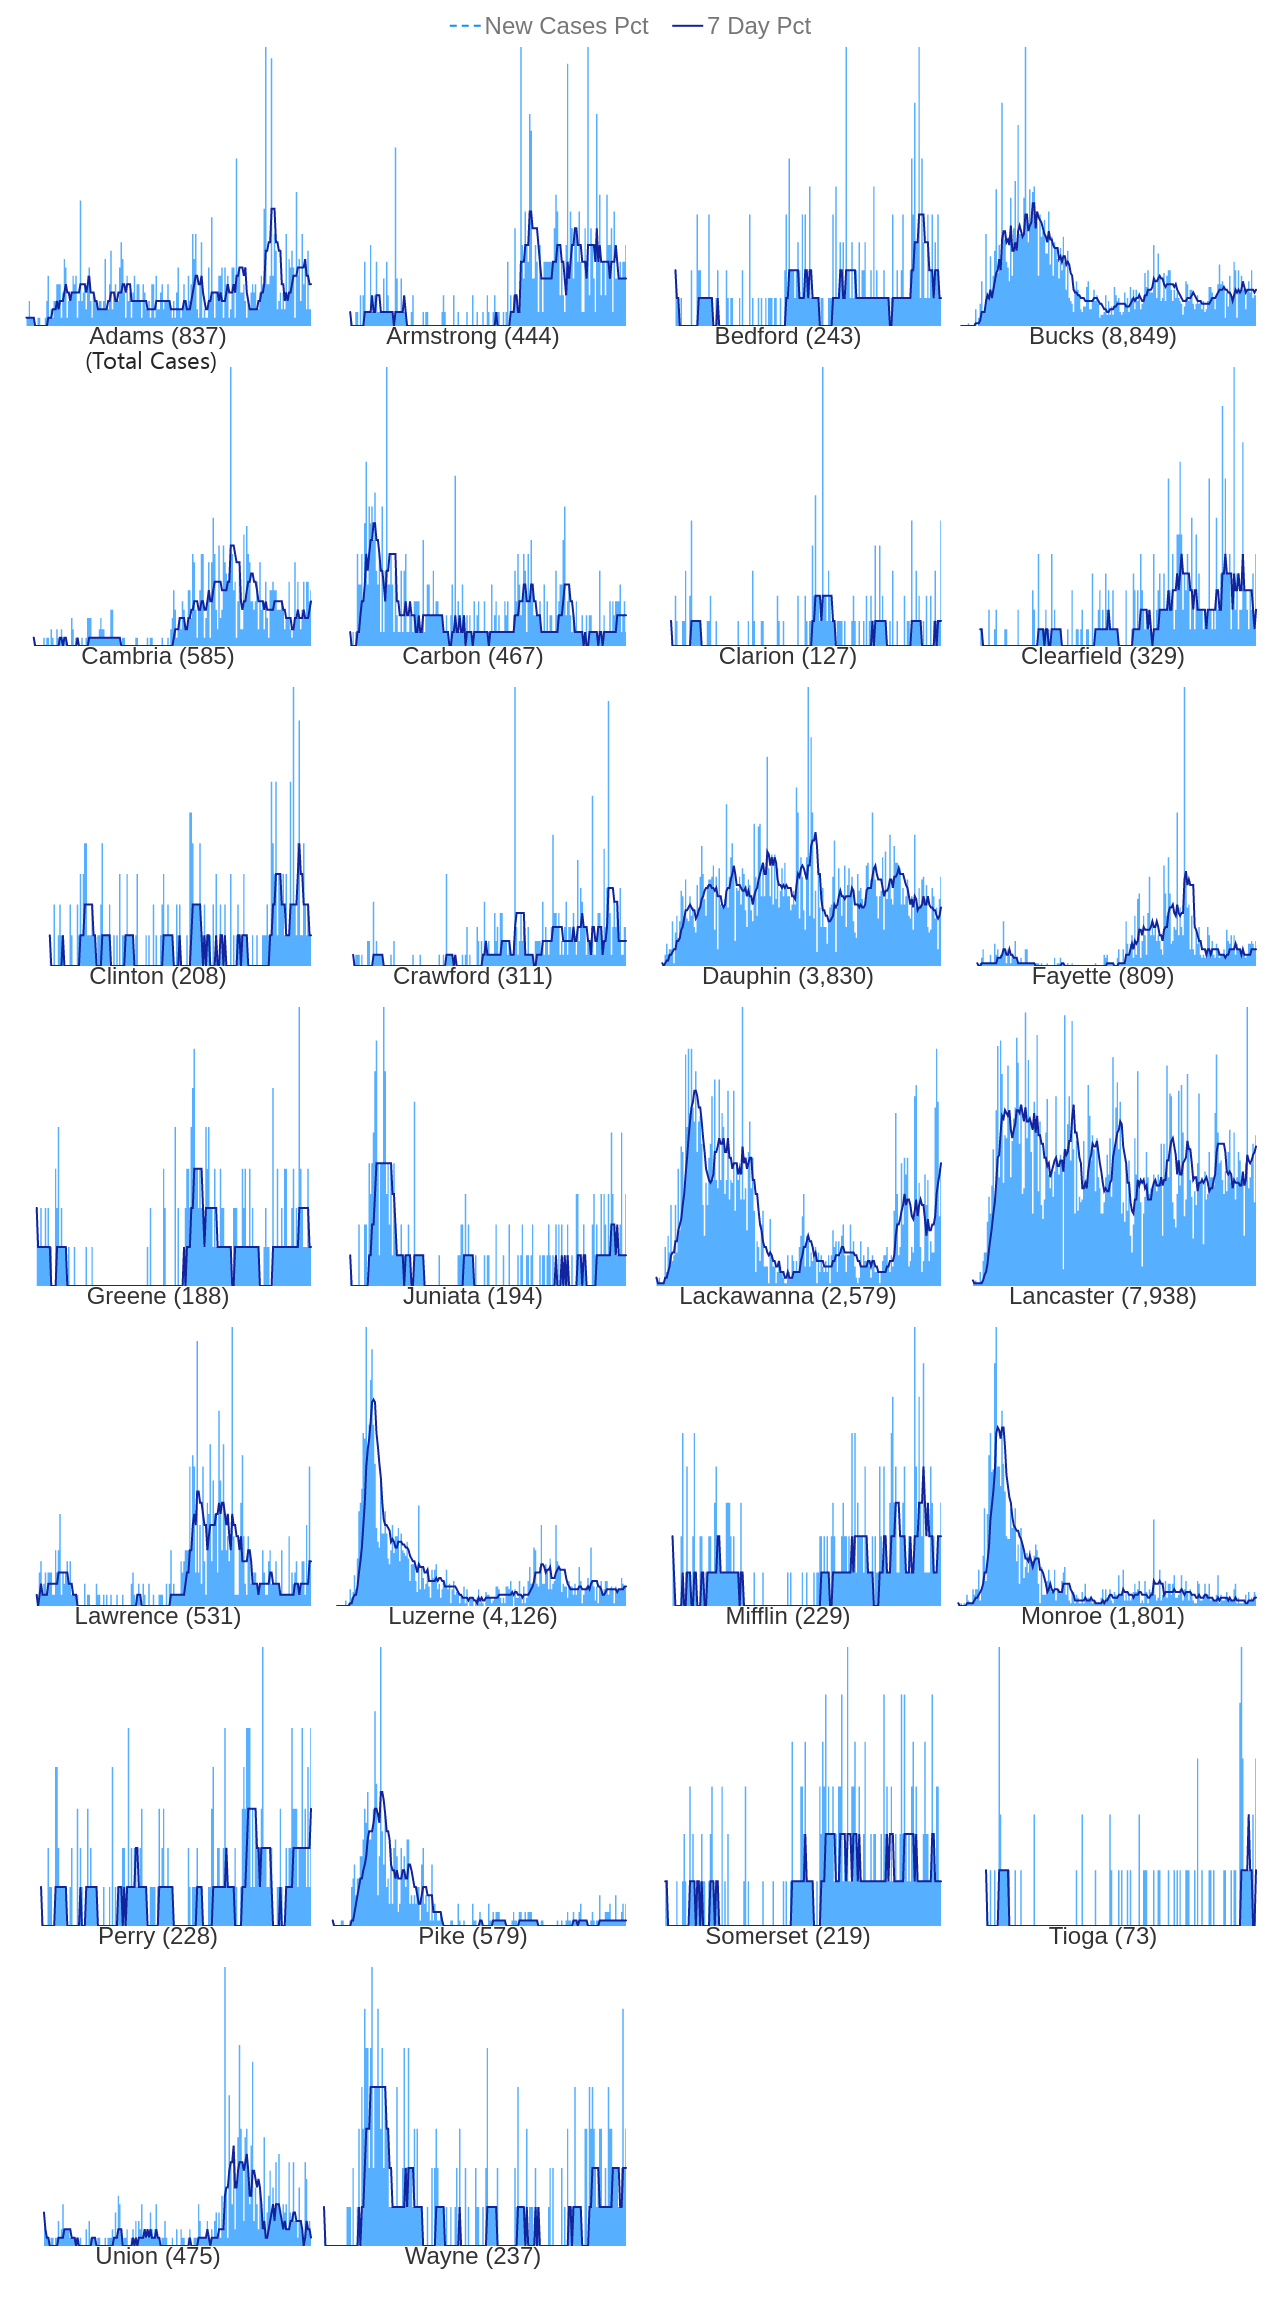 New Cases Pct 7 Day Pct
Adams (837) Armstrong (444) Bedford (243) Bucks (8,849)
(Total Cases)
Cambria (585) Carbon (467) Clarion (127) Clearfield (329)
Clinton (208) Crawford (311) Dauphin (3,830) Fayette (809)
Greene (188) Juniata (194) Lackawanna (2,579) Lancaster (7,938)
Lawrence (531) Luzerne (4,126) Mifflin (229) Monroe (1,801)
Perry (228) Pike (579) Somerset (219) Tioga (73)
Union (475) Wayne (237)